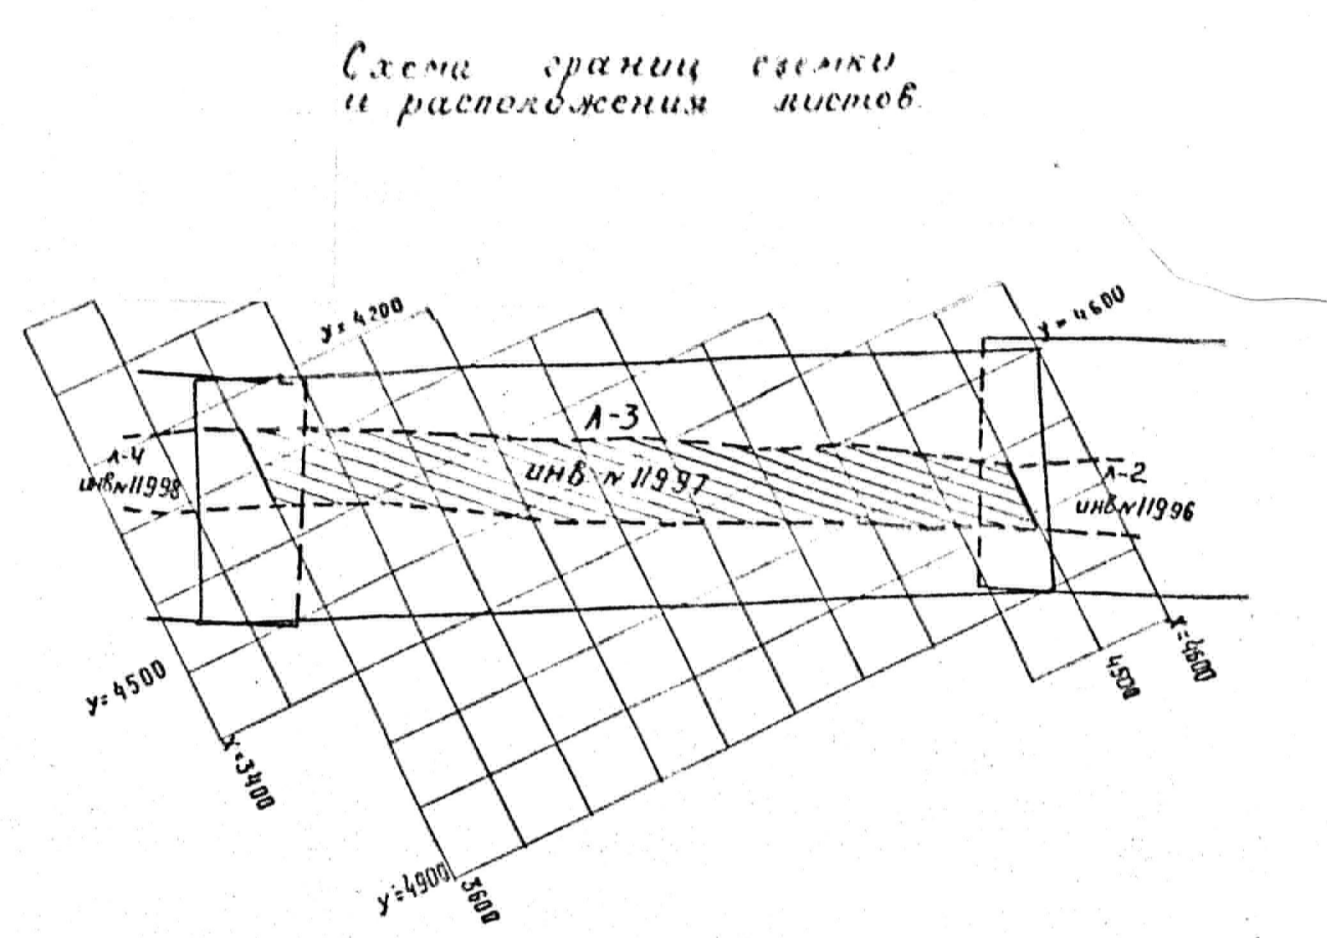 Схема границ съемки
и расположения листов
у=4200
у=4600
Л-3
инв №11997
л-4
инв №11998
л-2
инв №11996
у=4500
х=3400
х=4600
4500
у=4900
3600